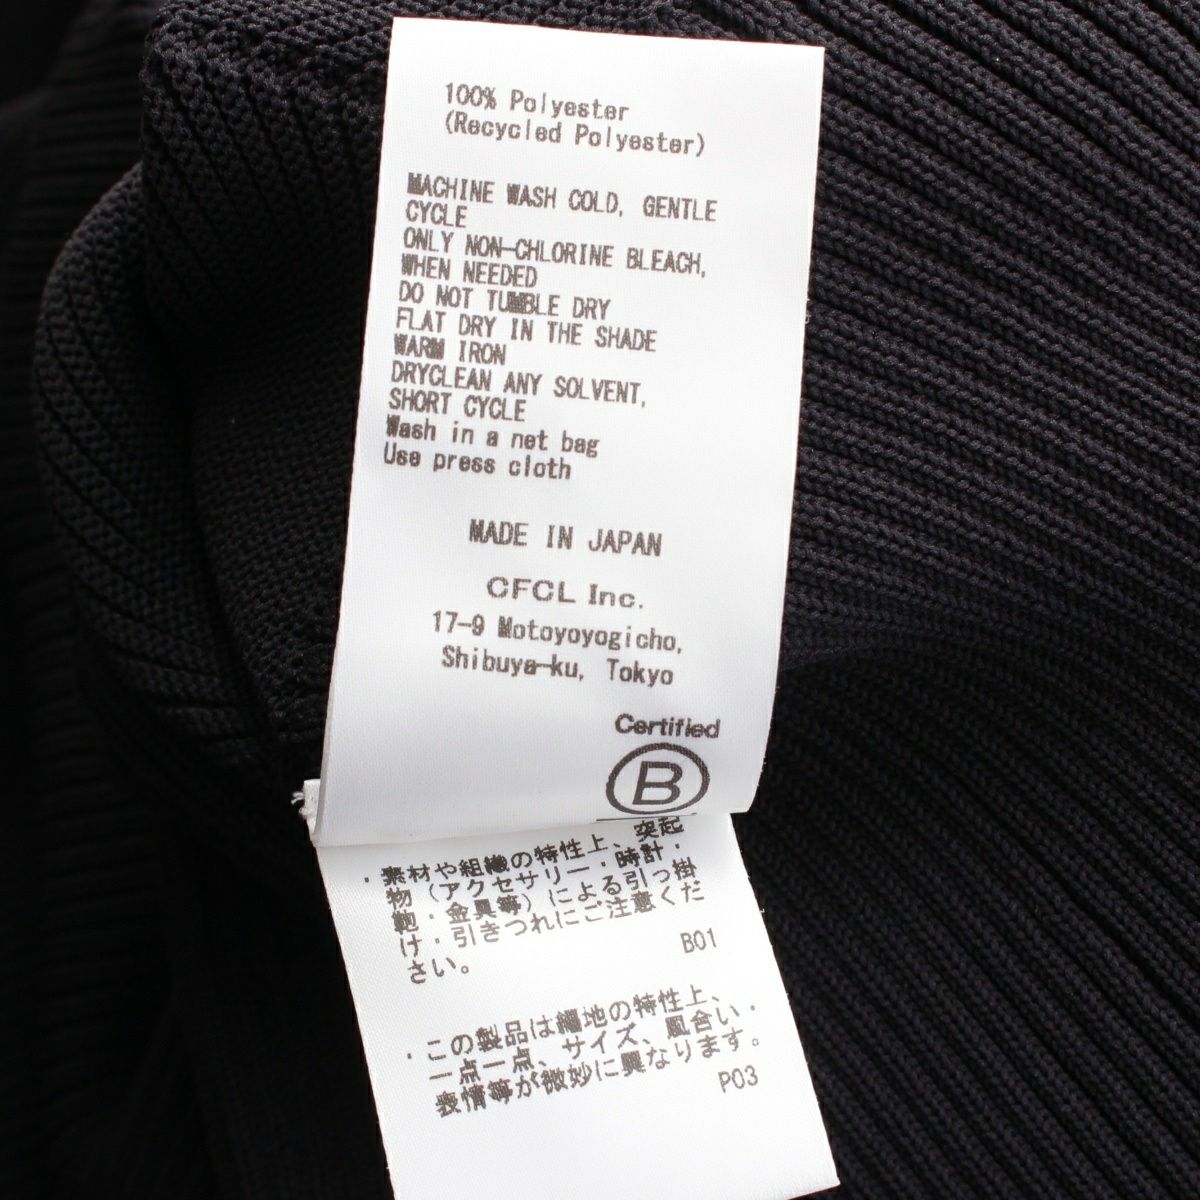 100% Polyester
(Recycled Polyester)
MACHINE WASH COLD, GENTLE
CYCLE
ONLY NON-CHLORINE BLEACH,
WHEN NEEDED
DO NOT TUMBLE DRY
FLAT DRY IN THE SHADE
WARM IRON
DRYCLEAN ANY SOLVENT,
SHORT CYCLE
Wash in a net bag
Use press cloth
MADE IN JAPAN
CFCL Inc.
17-9 Motoyoyogicho,
Shibuya-ku, Tokyo
Certified
B
・素材や組織の特性上、突起
物（アクセサリー・時計・
鞄・金具等）による引っ掛
け・引きつれにご注意くだ
さい。
B01
・この製品は編地の特性上、
一点一点、サイズ、風合い・
表情等が微妙に異なります。
P03